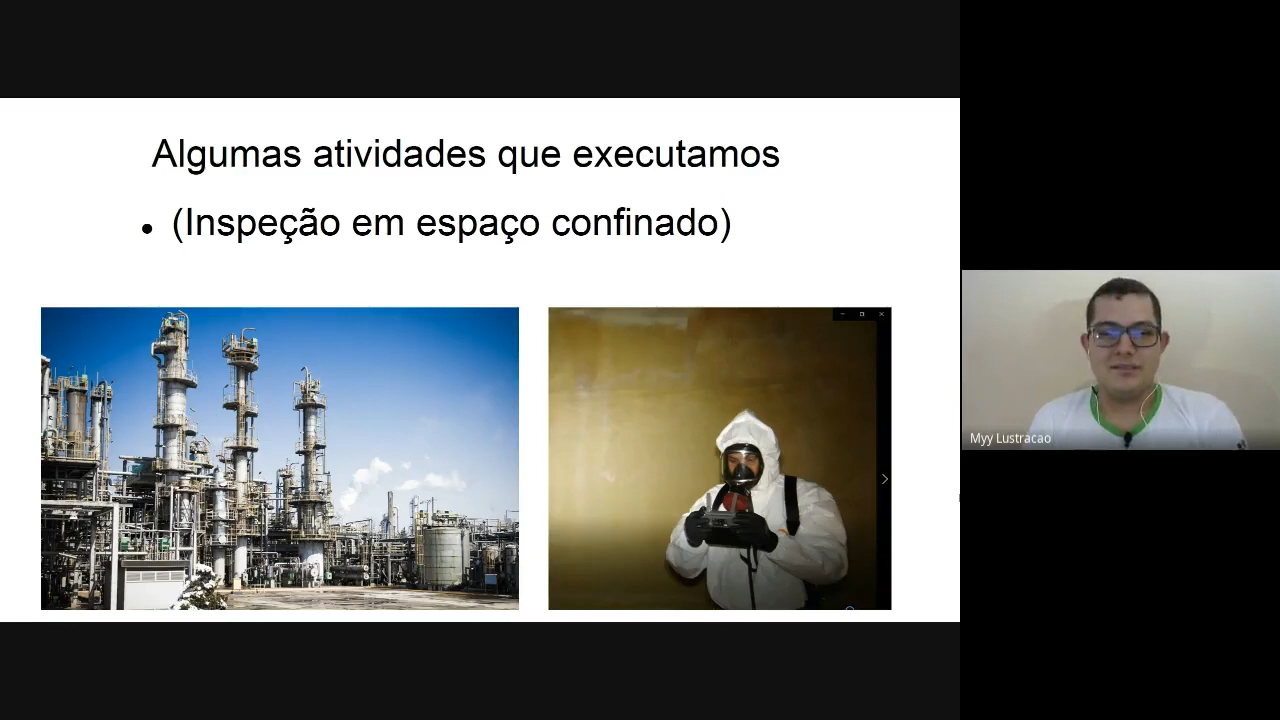 Algumas atividades que executamos
• (Inspeção em espaço confinado)
Myy Lustracao